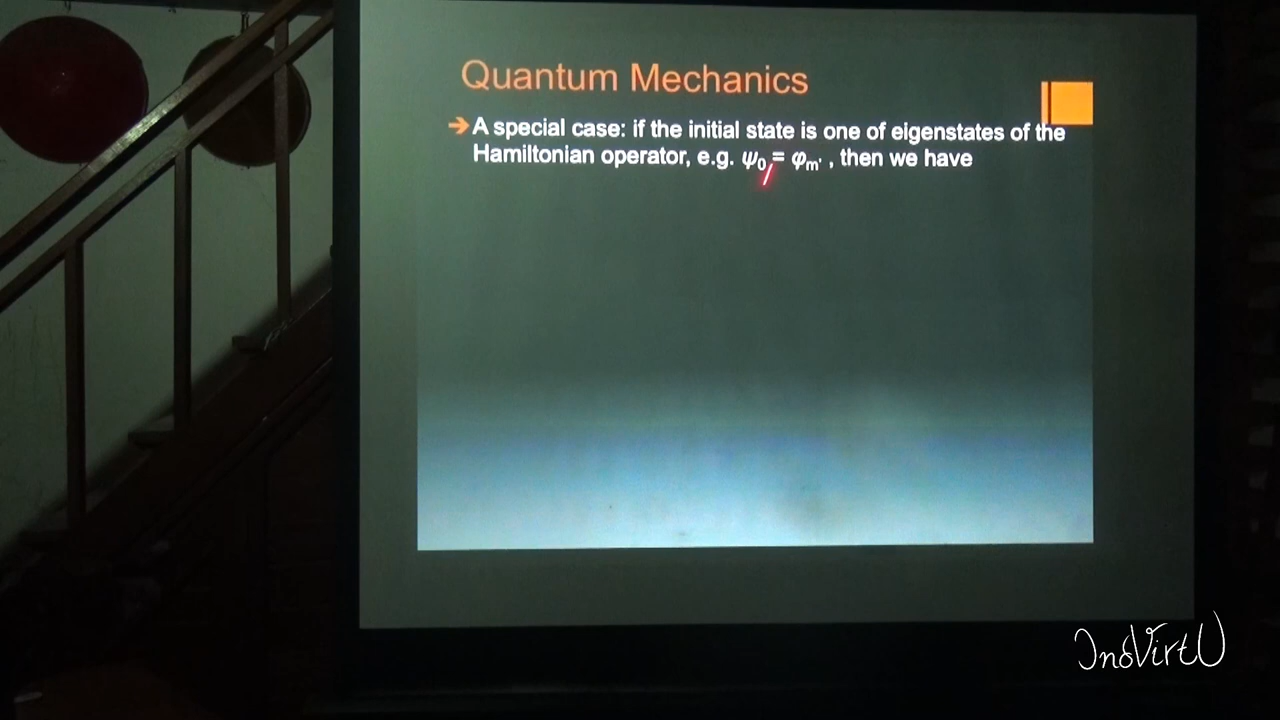 Quantum Mechanics
➔ A special case: if the initial state is one of eigenstates of the
Hamiltonian operator, e.g. ψ₀ = φₘ' , then we have
InoVirtU